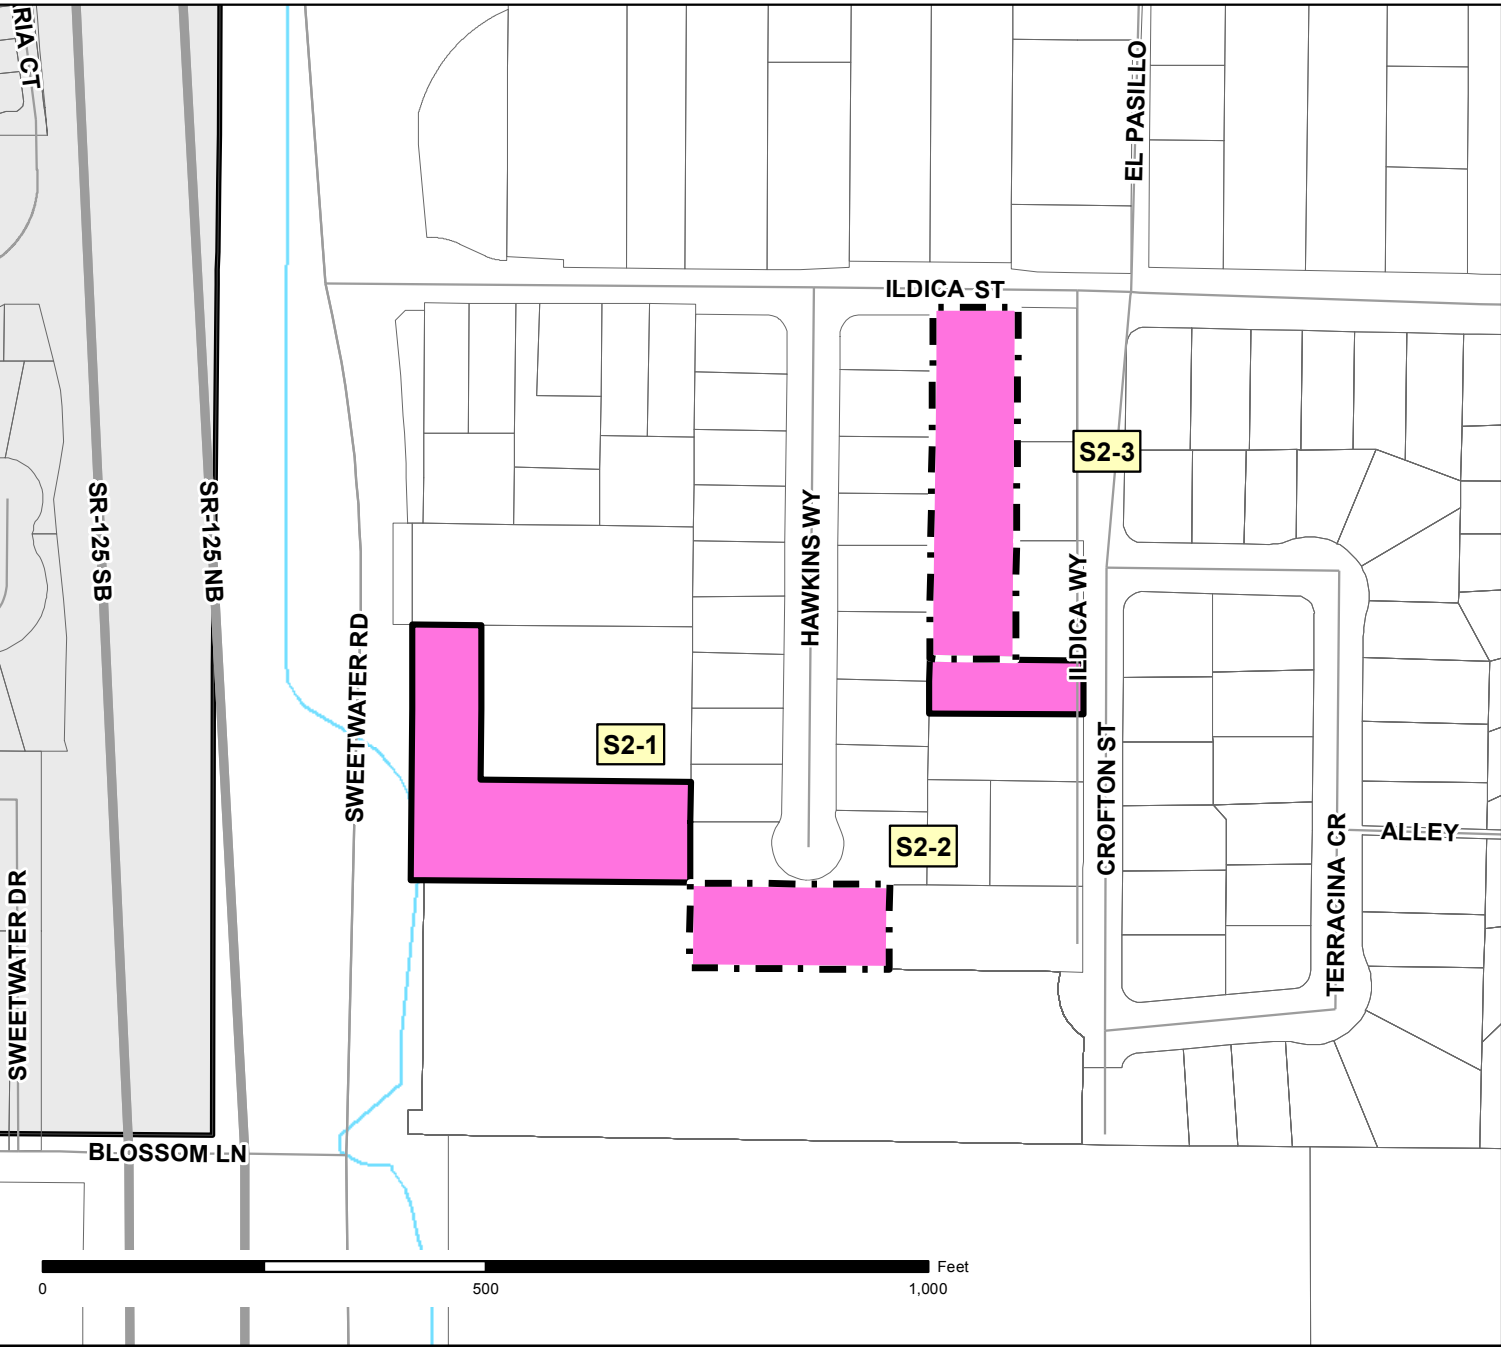 RIA CT
EL PASILLO
ILDICA ST
S2-3
SR-125 SB
SR-125 NB
HAWKINS WY
ILDICA WY
SWEETWATER RD
S2-1
CROFTON ST
S2-2
TERRACINA CR
ALLEY
SWEETWATER DR
BLOSSOM LN
Feet
0 500 1,000